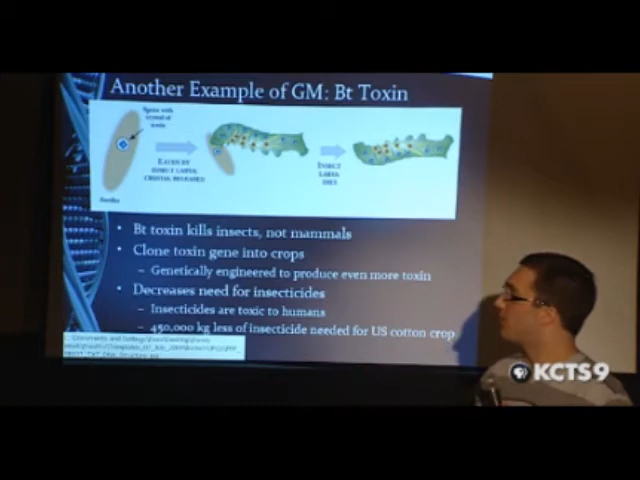 Another Example of GM: Bt Toxin
Spore with
crystal of
toxin
EATEN BY
INSECT LARVA;
CRYSTAL RELEASED
INSECT
LARVA
DIES
• Bt toxin kills insects, not mammals
• Clone toxin gene into crops
– Genetically engineered to produce even more toxin
• Decreases need for insecticides
– Insecticides are toxic to humans
– 450,000 kg less of insecticide needed for US cotton crop
KCTS9